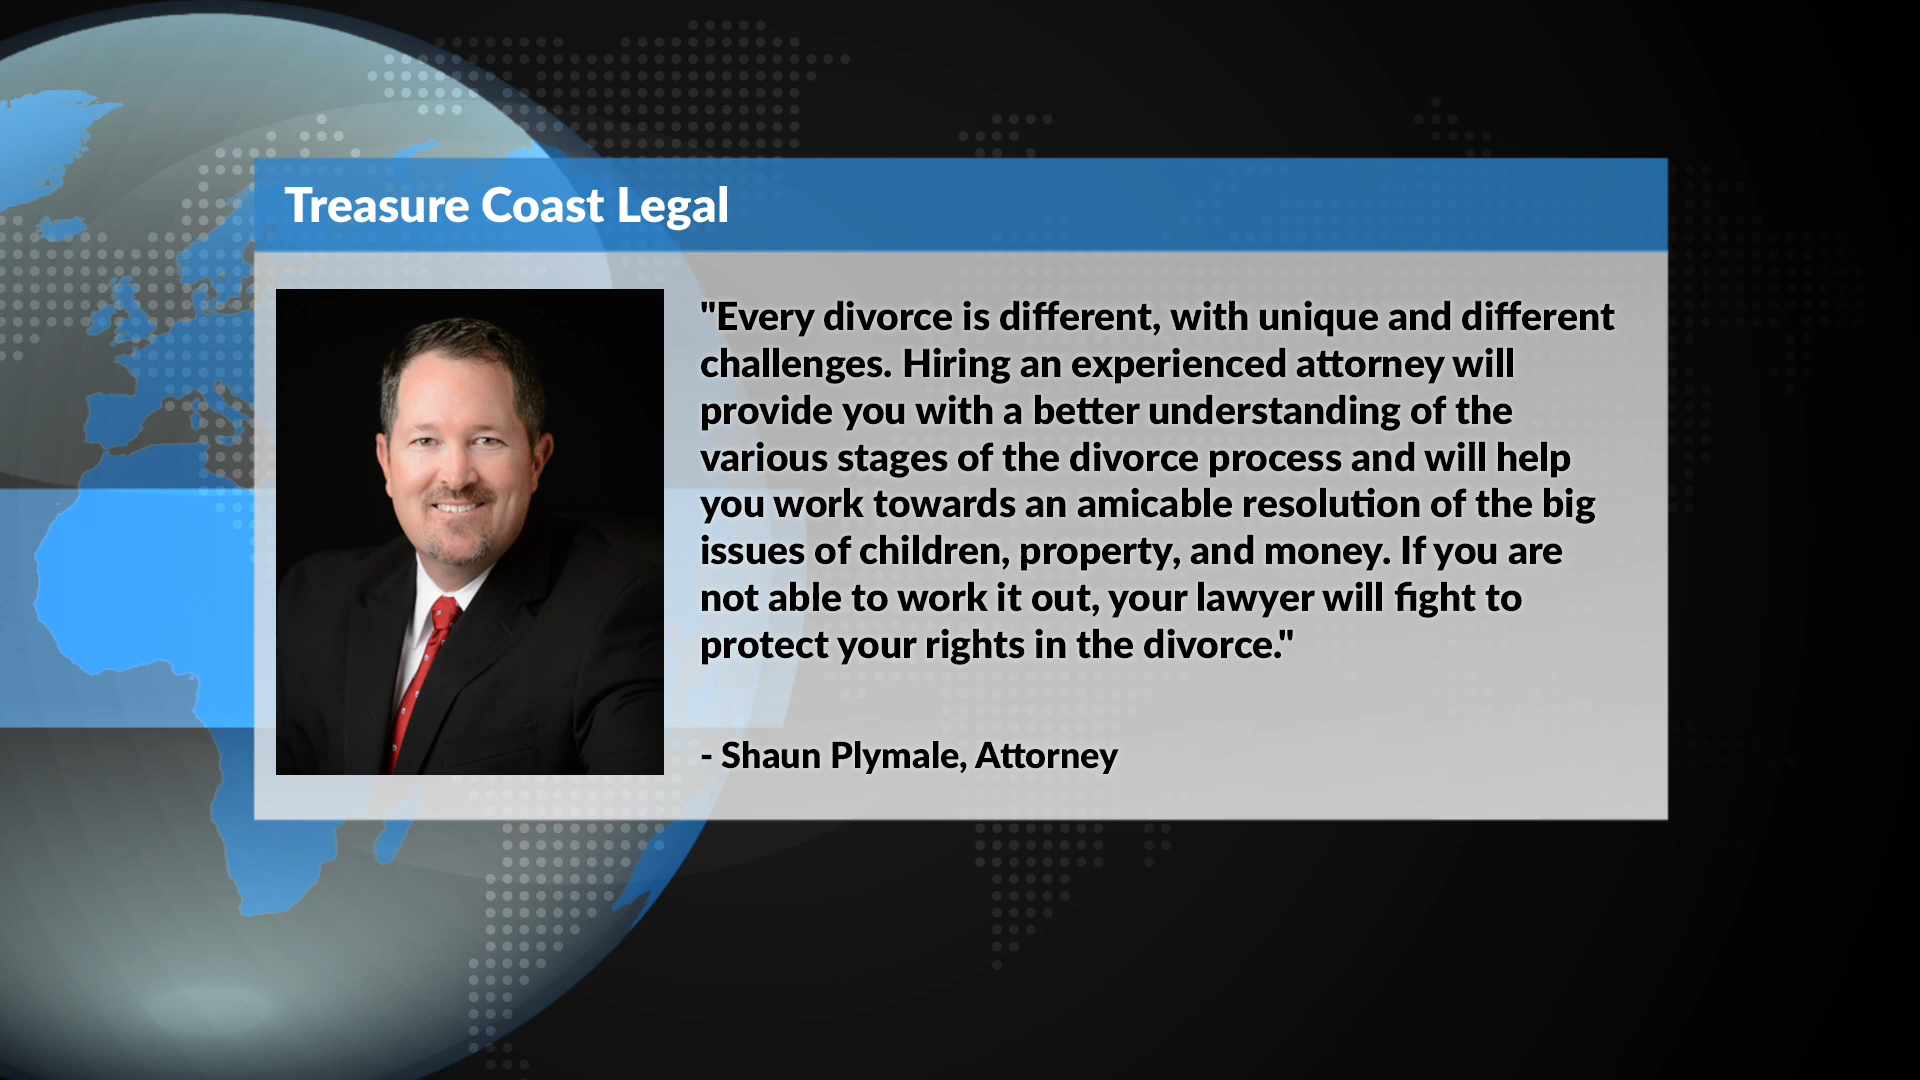 Treasure Coast Legal
"Every divorce is different, with unique and different
challenges. Hiring an experienced attorney will
provide you with a better understanding of the
various stages of the divorce process and will help
you work towards an amicable resolution of the big
issues of children, property, and money. If you are
not able to work it out, your lawyer will fight to
protect your rights in the divorce."
- Shaun Plymale, Attorney